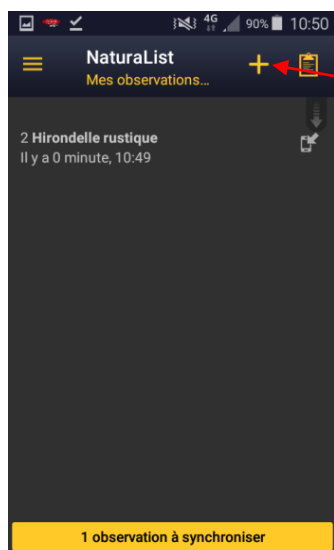 4G 90% 10:50
NaturaList
Mes observations...
2 Hirondelle rustique
Il y a 0 minute, 10:49
1 observation à synchroniser